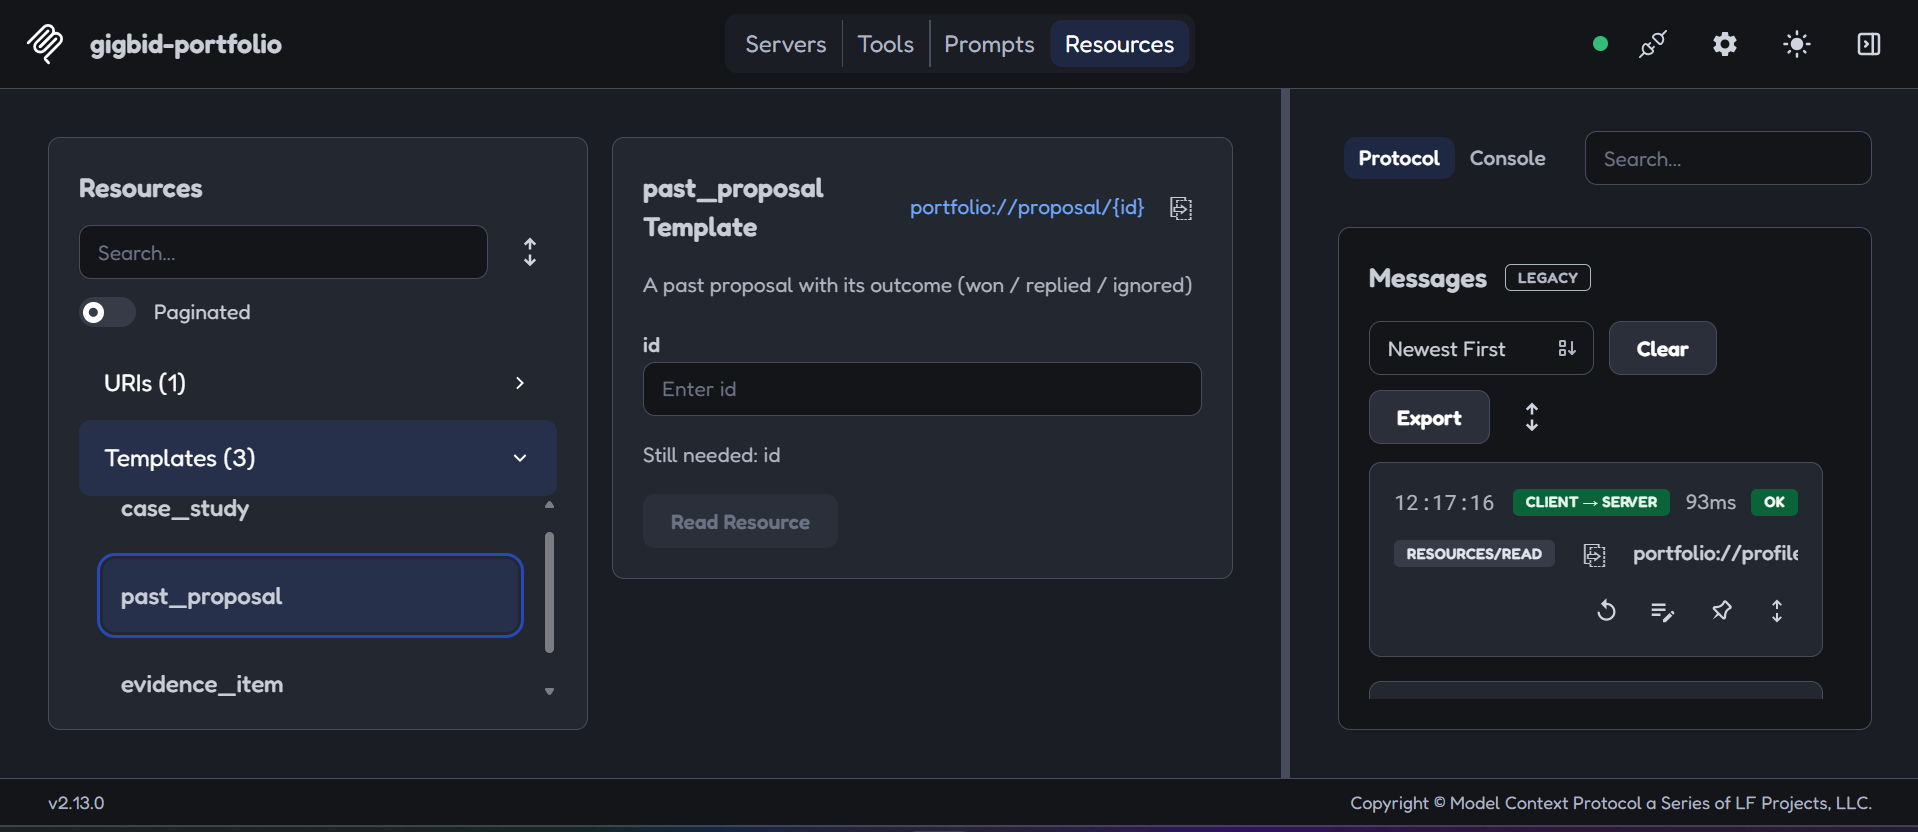 gigbid-portfolio
Servers
Tools
Prompts
Resources
Resources
Search...
Paginated
URIs (1)
Templates (3)
case_study
past_proposal
evidence_item
past_proposal
Template
portfolio://proposal/{id}
A past proposal with its outcome (won / replied / ignored)
id
Enter id
Still needed: id
Read Resource
Protocol
Console
Search...
Messages
LEGACY
Newest First
Clear
Export
12:17:16
CLIENT → SERVER
93ms
OK
RESOURCES/READ
portfolio://profile
v2.13.0
Copyright © Model Context Protocol a Series of LF Projects, LLC.